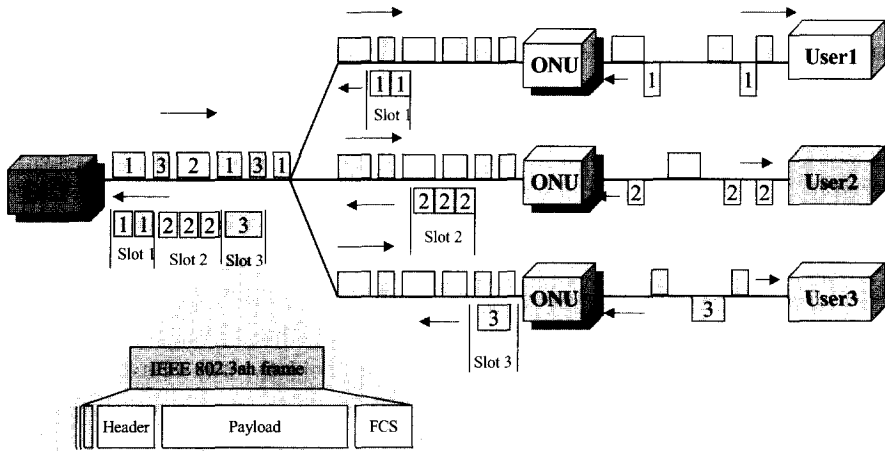 ONU
User1
1 1
1
1
Slot 1
1 3 2 1 3 1
ONU
User2
2 2 2
2
2 2
Slot 2
1 1 2 2 2 3
Slot 1
Slot 2
Slot 3
ONU
User3
3
3
Slot 3
IEEE 802.3ah frame
Header
Payload
FCS